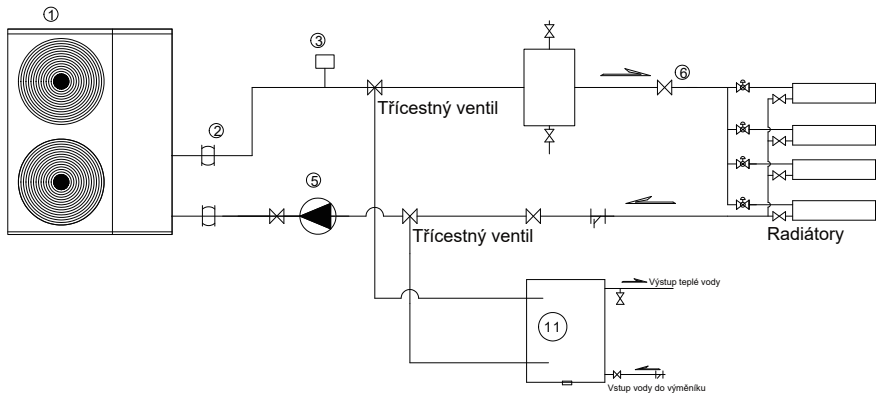 ①
③
⑥
Třícestný ventil
②
⑤
Třícestný ventil
Radiátory
Výstup teplé vody
11
Vstup vody do výměníku